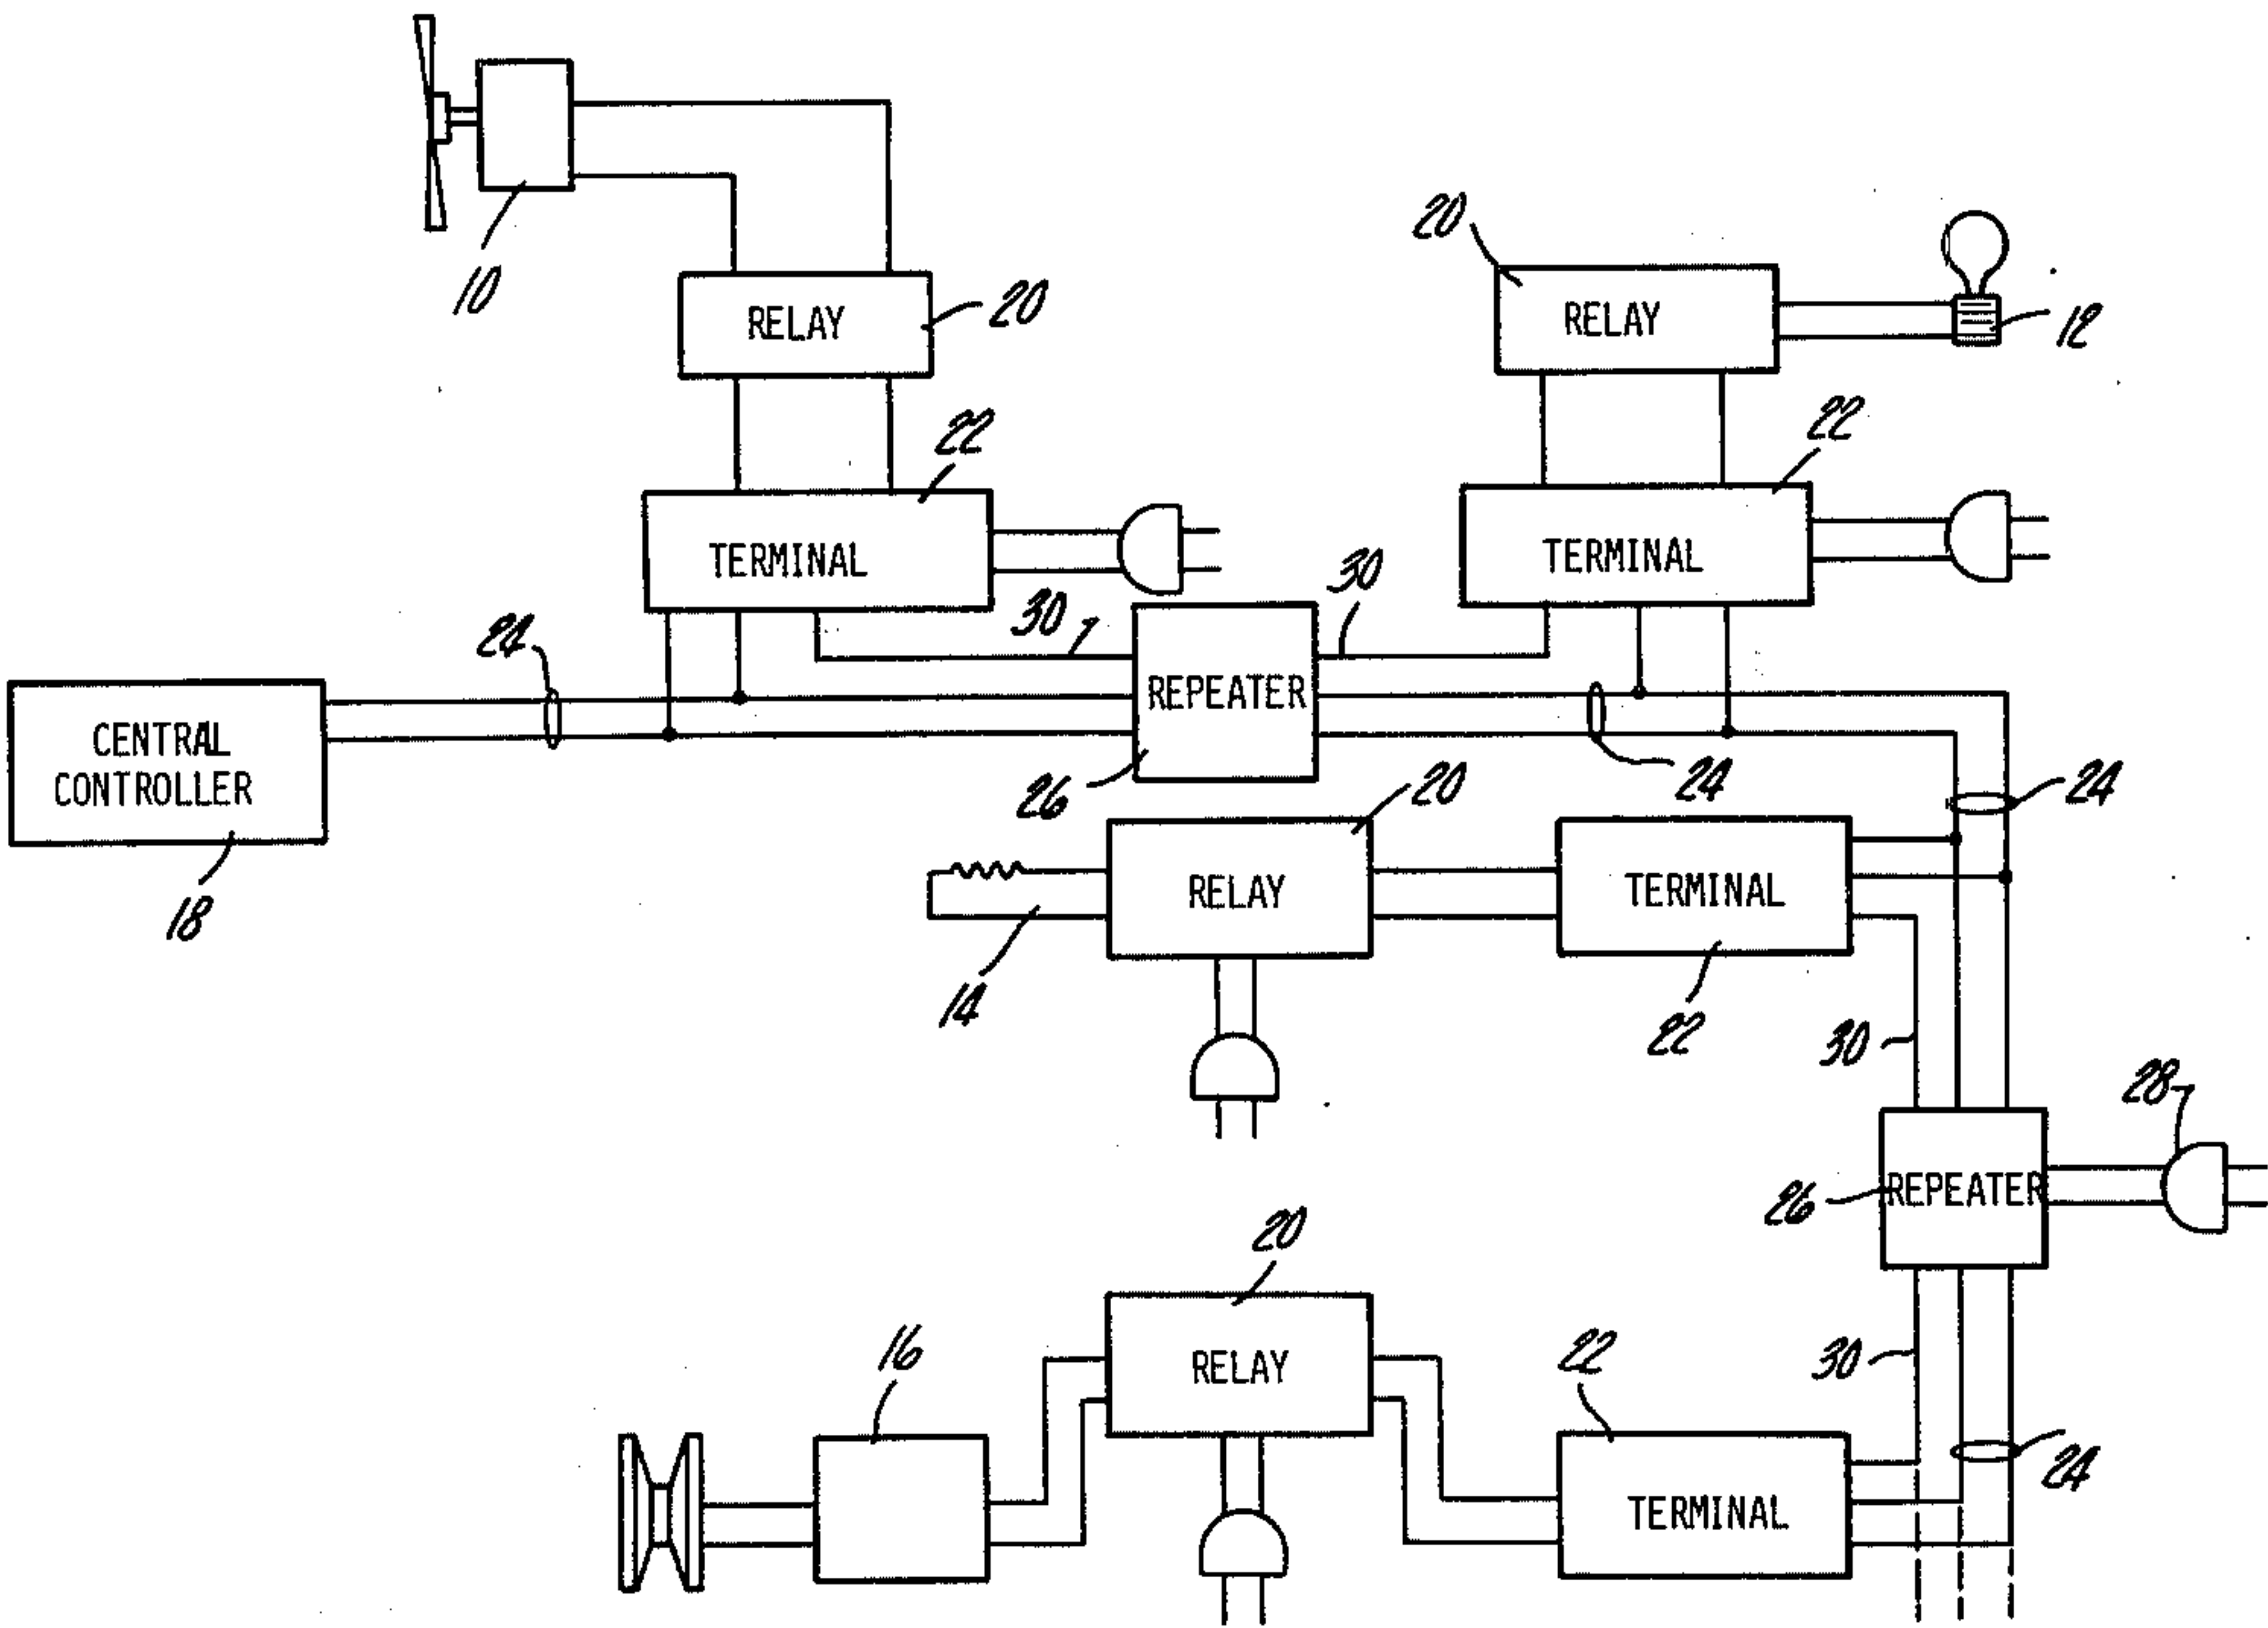 10
20
RELAY
20
RELAY
12
22
TERMINAL
22
TERMINAL
30
30
24
REPEATER
CENTRAL
CONTROLLER
18
26
24
24
20
RELAY
TERMINAL
14
22
30
28
26
REPEATER
20
RELAY
16
22
30
TERMINAL
24